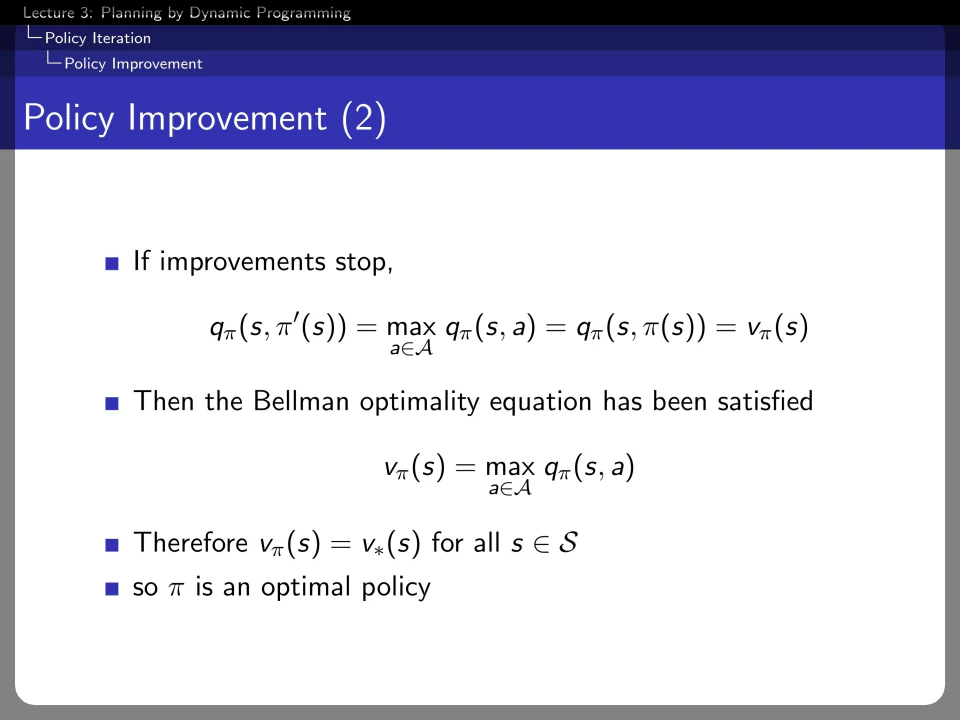 Lecture 3: Planning by Dynamic Programming
Policy Iteration
Policy Improvement
Policy Improvement (2)
If improvements stop,
qπ(s, π′(s)) = max a∈𝒜 qπ(s, a) = qπ(s, π(s)) = vπ(s)
Then the Bellman optimality equation has been satisfied
vπ(s) = max a∈𝒜 qπ(s, a)
Therefore vπ(s) = v∗(s) for all s ∈ 𝒮
so π is an optimal policy